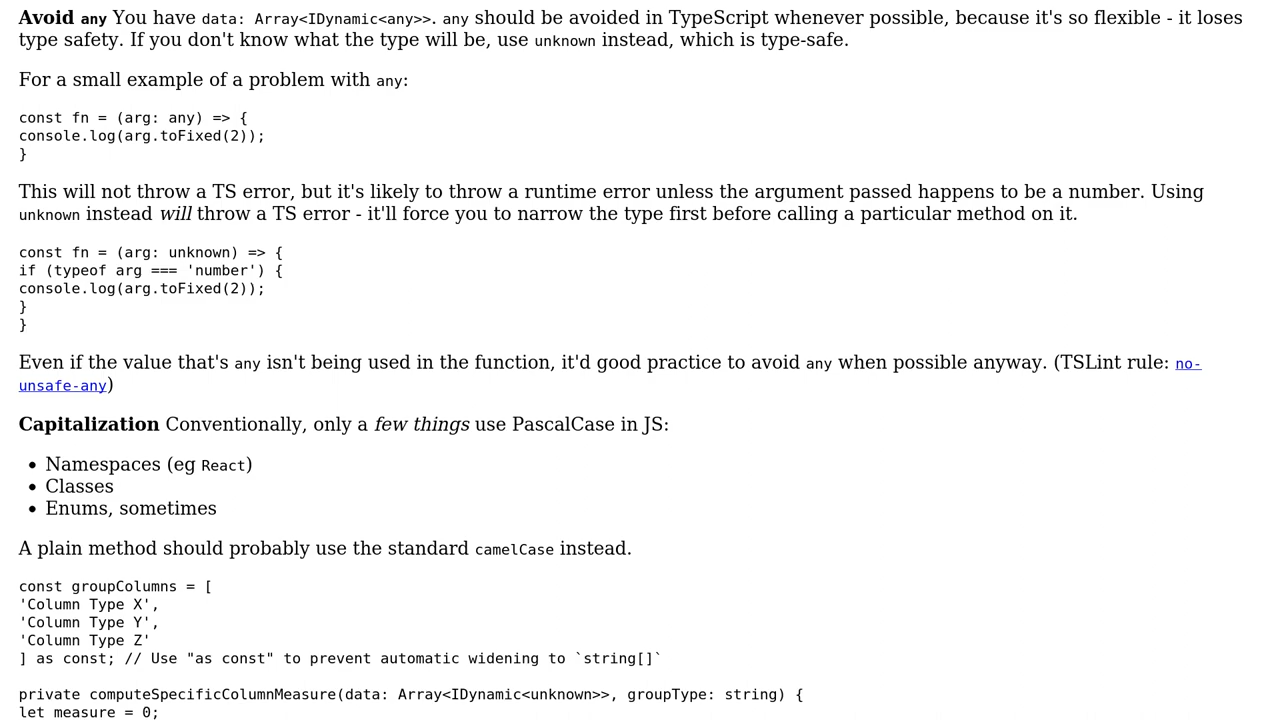 Avoid any You have data: Array<IDynamic<any>>. any should be avoided in TypeScript whenever possible, because it's so flexible - it loses
type safety. If you don't know what the type will be, use unknown instead, which is type-safe.
For a small example of a problem with any:
const fn = (arg: any) => {
console.log(arg.toFixed(2));
}
This will not throw a TS error, but it's likely to throw a runtime error unless the argument passed happens to be a number. Using
unknown instead will throw a TS error - it'll force you to narrow the type first before calling a particular method on it.
const fn = (arg: unknown) => {
if (typeof arg === 'number') {
console.log(arg.toFixed(2));
}
}
Even if the value that's any isn't being used in the function, it'd good practice to avoid any when possible anyway. (TSLint rule: no-
unsafe-any)
Capitalization Conventionally, only a few things use PascalCase in JS:
• Namespaces (eg React)
• Classes
• Enums, sometimes
A plain method should probably use the standard camelCase instead.
const groupColumns = [
'Column Type X',
'Column Type Y',
'Column Type Z'
] as const; // Use "as const" to prevent automatic widening to `string[]`
private computeSpecificColumnMeasure(data: Array<IDynamic<unknown>>, groupType: string) {
let measure = 0;